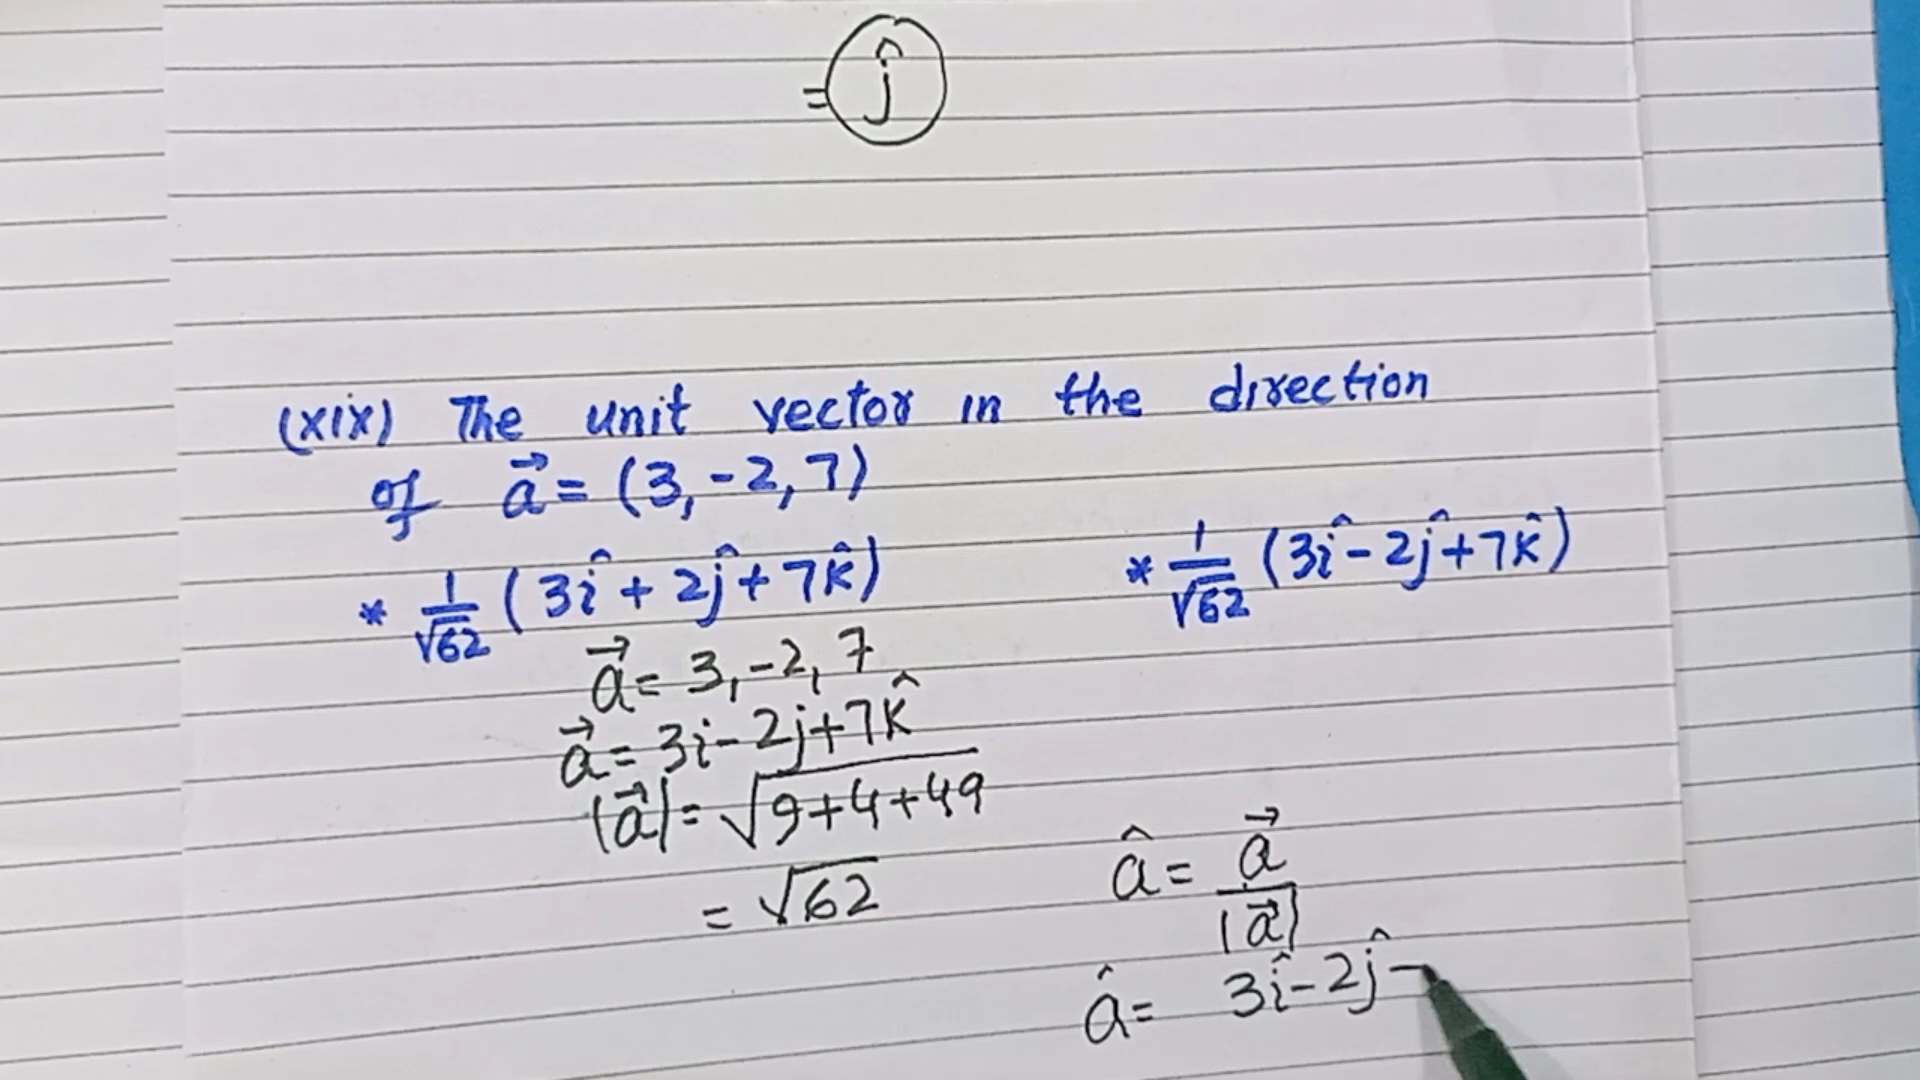 = ĵ
(xix) The unit vector in the direction
of a⃗ = (3, -2, 7)
* 1/√62 (3î + 2ĵ + 7k̂) * 1/√62 (3î - 2ĵ + 7k̂)
a⃗ = 3, -2, 7
a⃗ = 3i - 2j + 7k̂
|a⃗| = √9+4+49
= √62
â = a⃗/|a⃗|
â = 3î - 2ĵ -